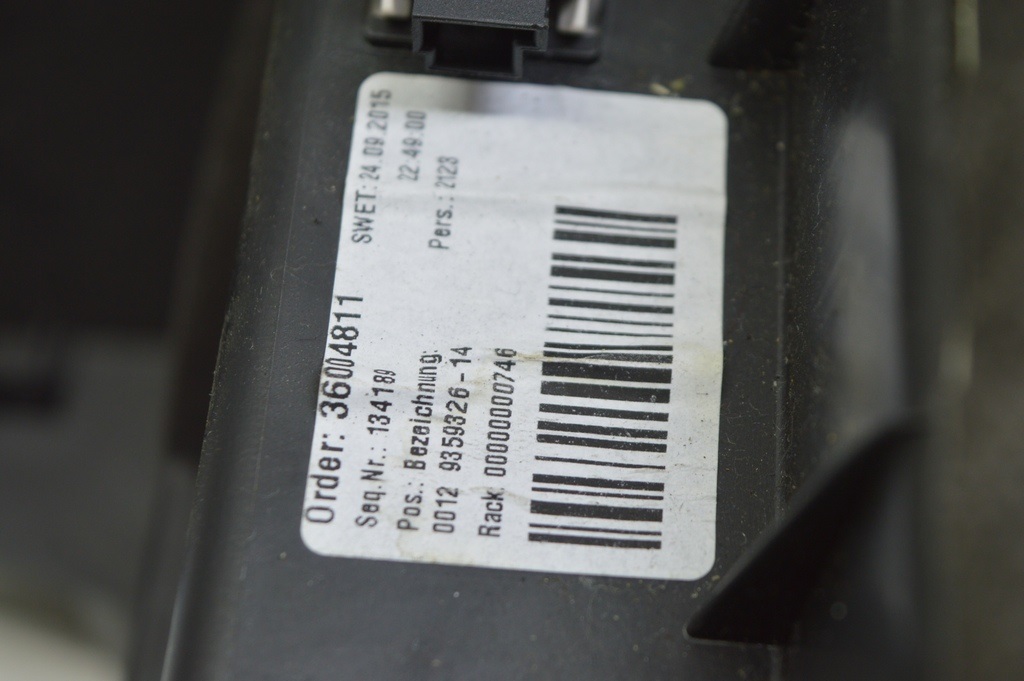 Order: 36004811
Seq.Nr.: 134189
SWET: 24.09.2015
22:49:00
Pos.: Bezeichnung:
Pers.: 2123
0012 9359326-14
Rack: 00000000746